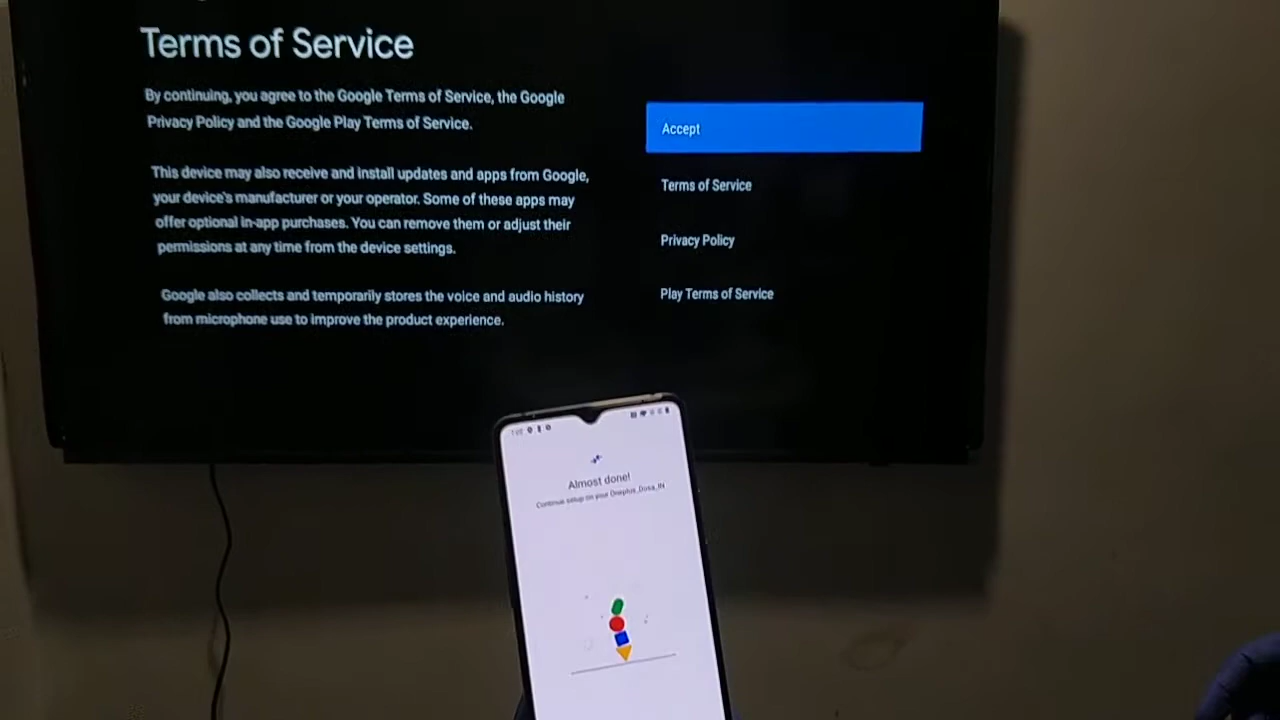 Terms of Service
By continuing, you agree to the Google Terms of Service, the Google
Privacy Policy and the Google Play Terms of Service.
This device may also receive and install updates and apps from Google,
your device's manufacturer or your operator. Some of these apps may
offer optional in-app purchases. You can remove them or adjust their
permissions at any time from the device settings.
Google also collects and temporarily stores the voice and audio history
from microphone use to improve the product experience.
Accept
Terms of Service
Privacy Policy
Play Terms of Service
Almost done!
Continue setup on your Oneplus_Dosa_IN